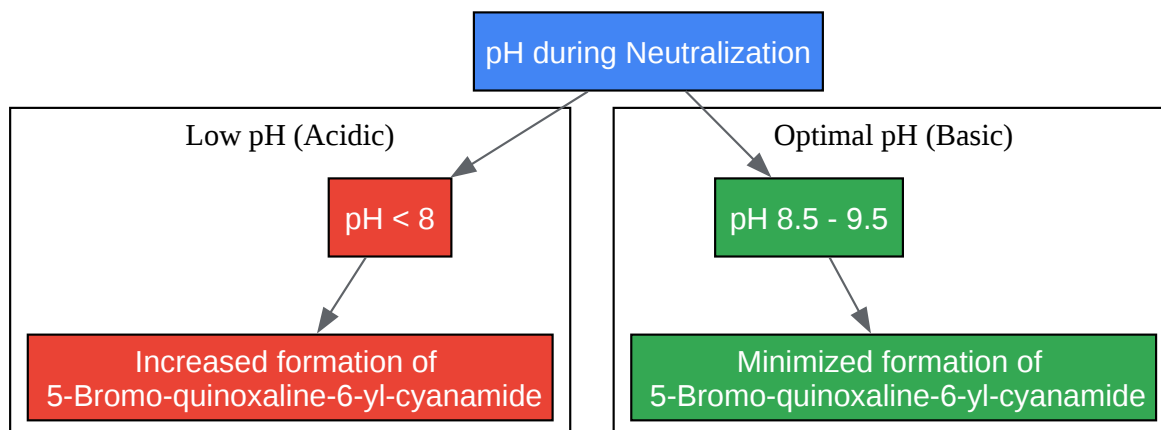 pH during Neutralization
Low pH (Acidic)
pH < 8
Increased formation of
5-Bromo-quinoxaline-6-yl-cyanamide
Optimal pH (Basic)
pH 8.5 - 9.5
Minimized formation of
5-Bromo-quinoxaline-6-yl-cyanamide